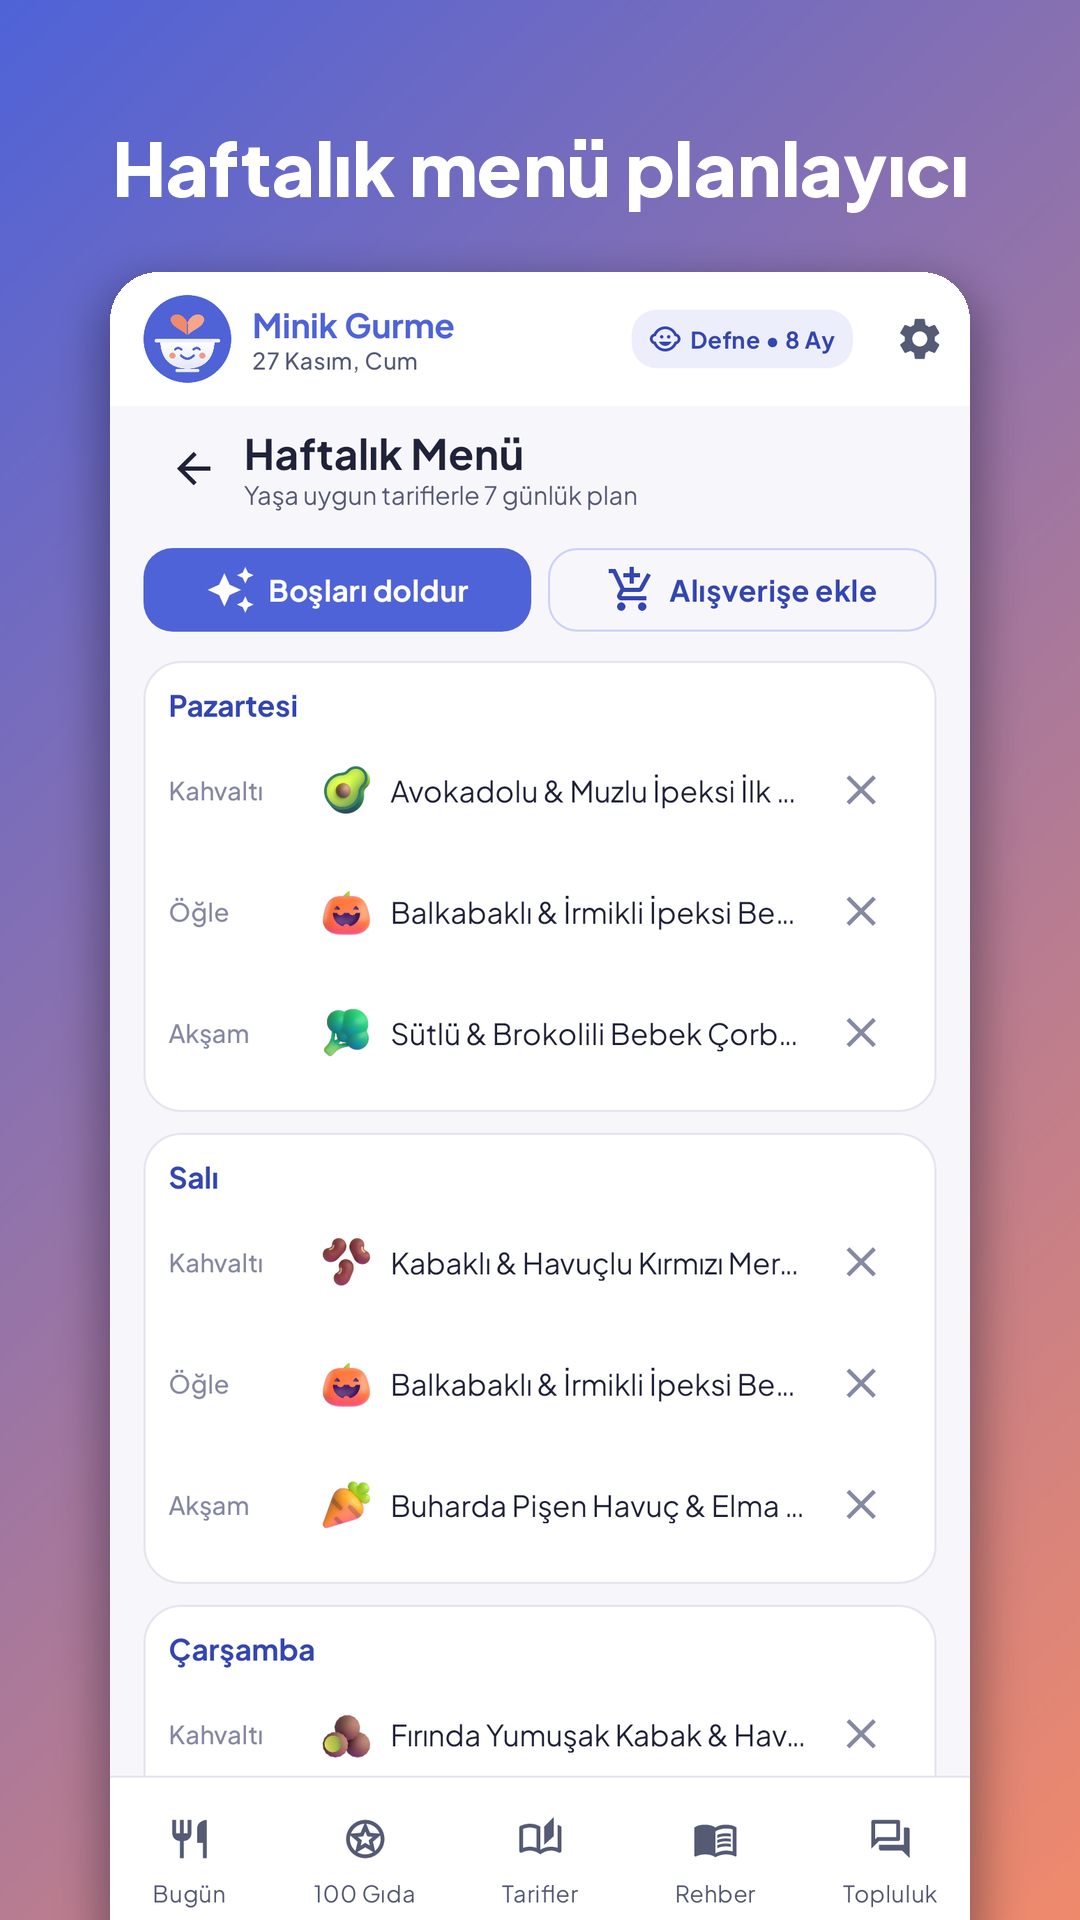 Haftalık menü planlayıcı
Minik Gurme
27 Kasım, Cum
Defne • 8 Ay
Haftalık Menü
Yaşa uygun tariflerle 7 günlük plan
Boşları doldur
Alışverişe ekle
Pazartesi
Kahvaltı
Avokadolu & Muzlu İpeksi İlk ...
Öğle
Balkabaklı & İrmikli İpeksi Be...
Akşam
Sütlü & Brokolili Bebek Çorb...
Salı
Kahvaltı
Kabaklı & Havuçlu Kırmızı Mer...
Öğle
Balkabaklı & İrmikli İpeksi Be...
Akşam
Buharda Pişen Havuç & Elma ...
Çarşamba
Kahvaltı
Fırında Yumuşak Kabak & Hav...
Bugün
100 Gıda
Tarifler
Rehber
Topluluk